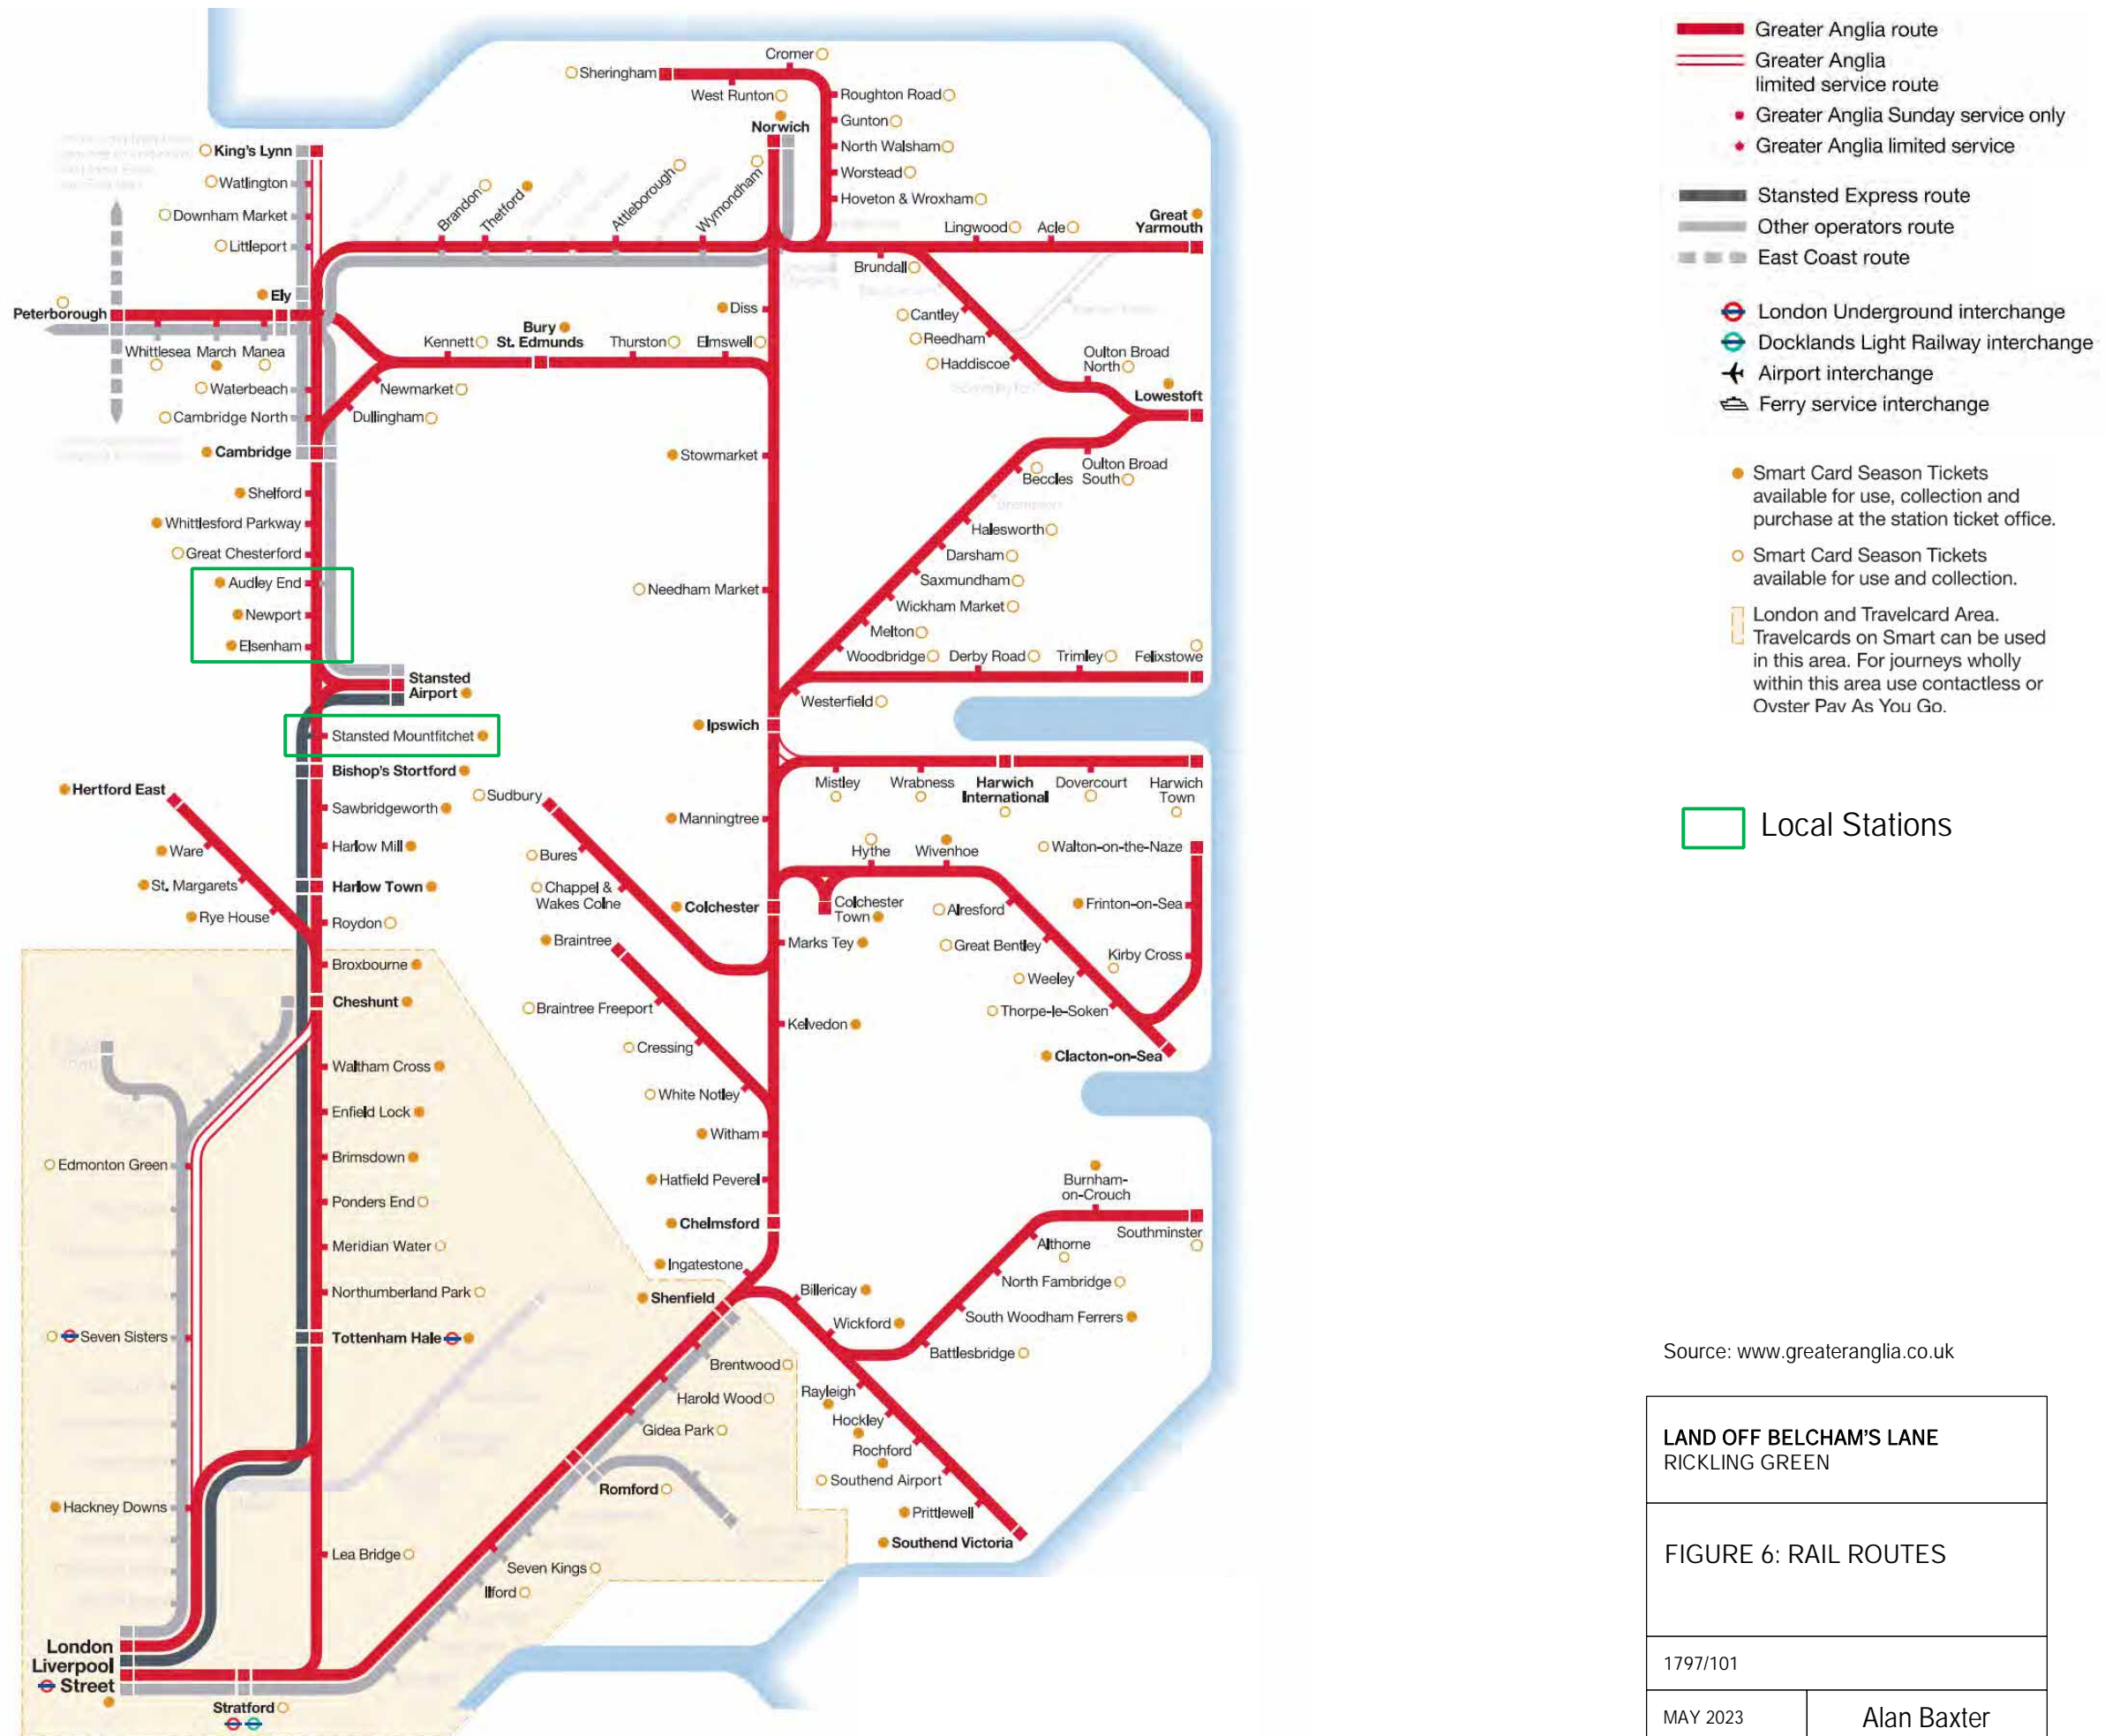 Cromer
Sheringham
West Runton
Roughton Road
Norwich
Gunton
King's Lynn
North Walsham
Watlington
Worstead
Downham Market
Brandon
Thetford
Attleborough
Wymondham
Hoveton & Wroxham
Littleport
Lingwood
Acle
Great
Yarmouth
Brundall
Ely
Peterborough
Diss
Cantley
Whittlesea
March
Manea
Kennett
Bury
St. Edmunds
Thurston
Elmswell
Reedham
Haddiscoe
Oulton Broad
North
Waterbeach
Newmarket
Lowestoft
Cambridge North
Dullingham
Cambridge
Stowmarket
Oulton Broad
South
Beccles
Shelford
Whittlesford Parkway
Halesworth
Great Chesterford
Darsham
Audley End
Needham Market
Saxmundham
Newport
Wickham Market
Elsenham
Melton
Woodbridge
Derby Road
Trimley
Felixstowe
Stansted
Airport
Westerfield
Ipswich
Stansted Mountfitchet
Bishop's Stortford
Hertford East
Sudbury
Mistley
Wrabness
Harwich
International
Dovercourt
Harwich
Town
Sawbridgeworth
Manningtree
Ware
Harlow Mill
Bures
Hythe
Wivenhoe
Walton-on-the-Naze
St. Margarets
Harlow Town
Chappel &
Wakes Colne
Colchester
Colchester
Town
Alresford
Frinton-on-Sea
Rye House
Roydon
Braintree
Marks Tey
Great Bentley
Kirby Cross
Broxbourne
Weeley
Cheshunt
Braintree Freeport
Thorpe-le-Soken
Kelvedon
Cressing
Clacton-on-Sea
Waltham Cross
White Notley
Enfield Lock
Witham
Edmonton Green
Brimsdown
Hatfield Peverel
Burnham-
on-Crouch
Ponders End
Chelmsford
Southminster
Meridian Water
Althorne
Ingatestone
North Fambridge
Northumberland Park
Shenfield
Billericay
South Woodham Ferrers
Seven Sisters
Tottenham Hale
Wickford
Battlesbridge
Brentwood
Harold Wood
Rayleigh
Gidea Park
Hockley
Rochford
Southend Airport
Romford
Hackney Downs
Prittlewell
Southend Victoria
Lea Bridge
Seven Kings
Ilford
London
Liverpool
Street
Stratford
Greater Anglia route
Greater Anglia
limited service route
Greater Anglia Sunday service only
Greater Anglia limited service
Stansted Express route
Other operators route
East Coast route
London Underground interchange
Docklands Light Railway interchange
Airport interchange
Ferry service interchange
Smart Card Season Tickets
available for use, collection and
purchase at the station ticket office.
Smart Card Season Tickets
available for use and collection.
London and Travelcard Area.
Travelcards on Smart can be used
in this area. For journeys wholly
within this area use contactless or
Oyster Pay As You Go.
Local Stations
Source: www.greateranglia.co.uk
LAND OFF BELCHAM'S LANE
RICKLING GREEN
FIGURE 6: RAIL ROUTES
1797/101
MAY 2023
Alan Baxter